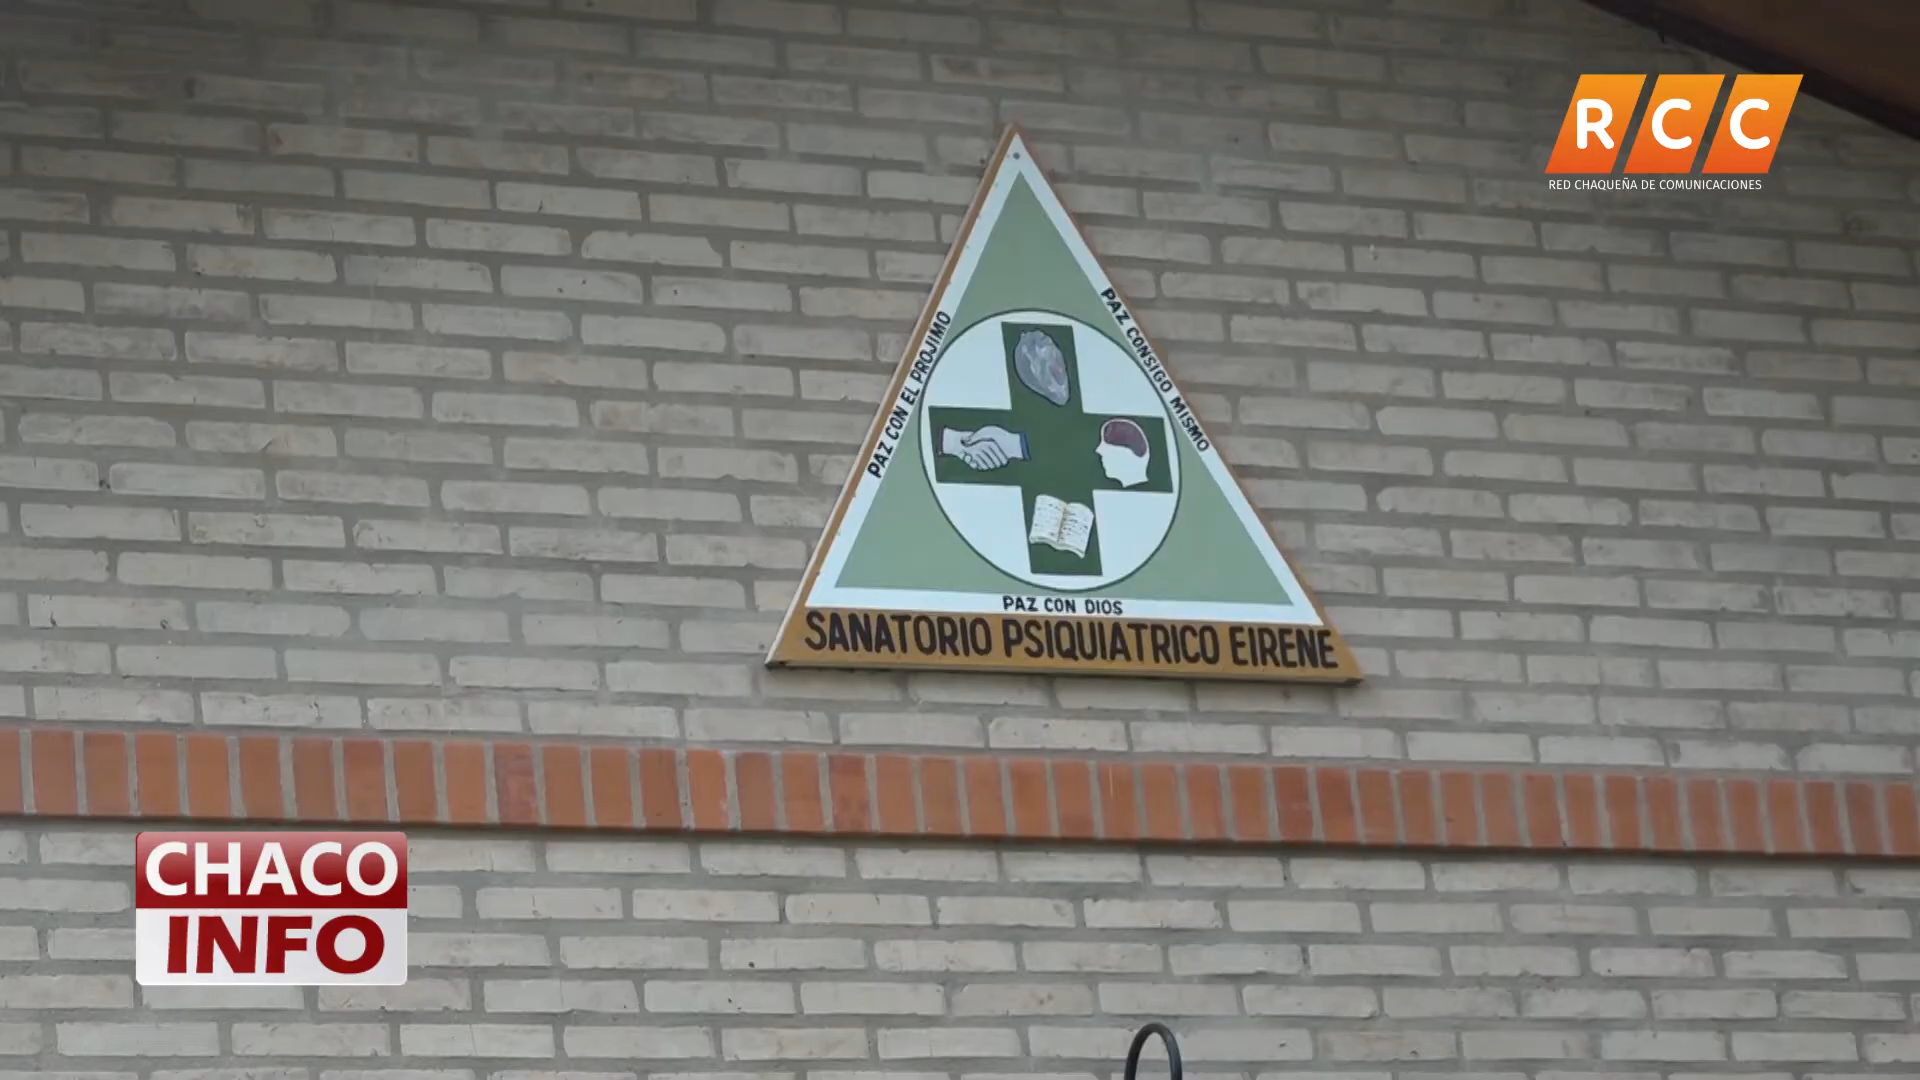 RCC
RED CHAQUEÑA DE COMUNICACIONES
PAZ CON EL PROJIMO
PAZ CONSIGO MISMO
PAZ CON DIOS
SANATORIO PSIQUIATRICO EIRENE
CHACO
INFO